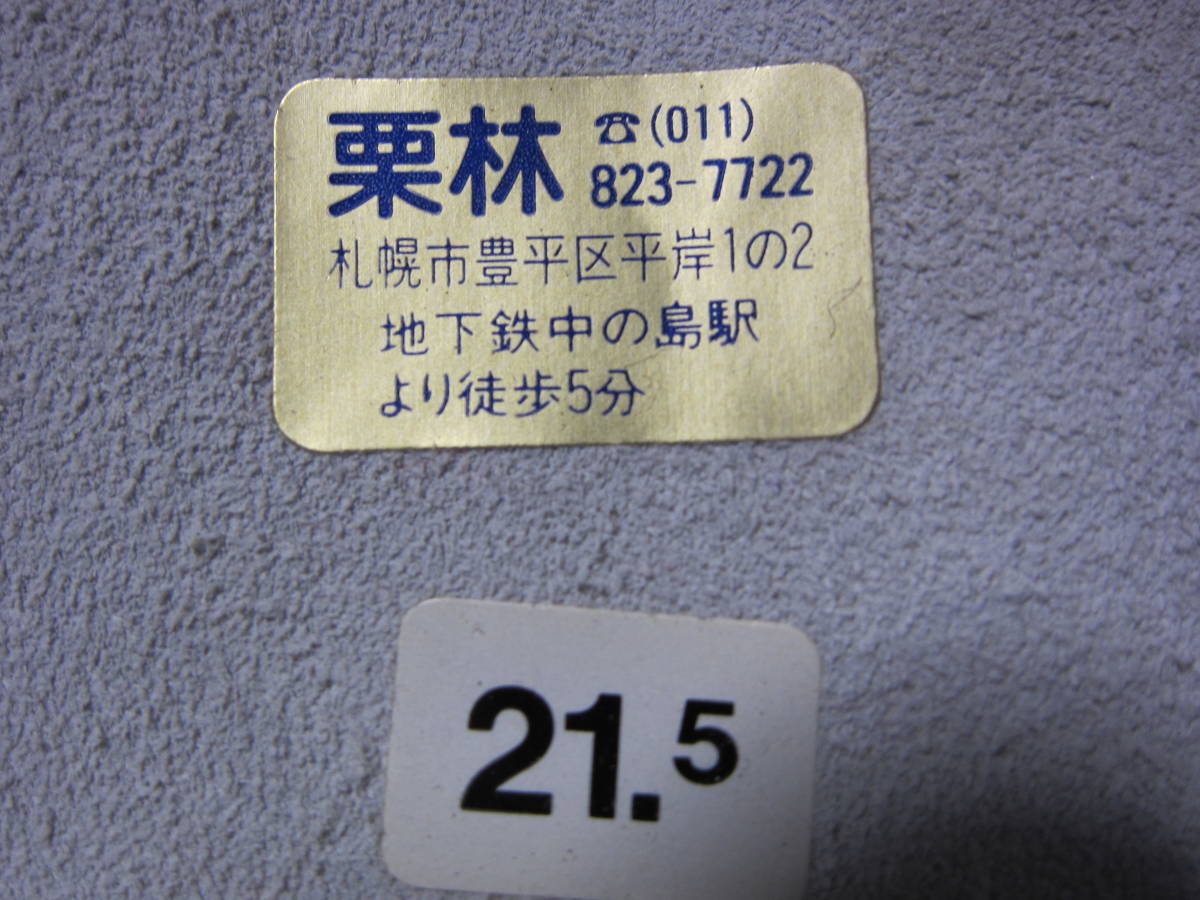 栗林 ☎(011)
823-7722
札幌市豊平区平岸1の2
地下鉄中の島駅
より徒歩5分
21.5